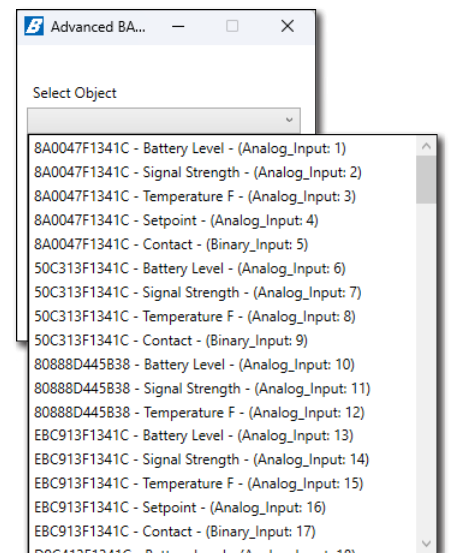 Advanced BA...
Select Object
8A0047F1341C - Battery Level - (Analog_Input: 1)
8A0047F1341C - Signal Strength - (Analog_Input: 2)
8A0047F1341C - Temperature F - (Analog_Input: 3)
8A0047F1341C - Setpoint - (Analog_Input: 4)
8A0047F1341C - Contact - (Binary_Input: 5)
50C313F1341C - Battery Level - (Analog_Input: 6)
50C313F1341C - Signal Strength - (Analog_Input: 7)
50C313F1341C - Temperature F - (Analog_Input: 8)
50C313F1341C - Contact - (Binary_Input: 9)
80888D445B38 - Battery Level - (Analog_Input: 10)
80888D445B38 - Signal Strength - (Analog_Input: 11)
80888D445B38 - Temperature F - (Analog_Input: 12)
EBC913F1341C - Battery Level - (Analog_Input: 13)
EBC913F1341C - Signal Strength - (Analog_Input: 14)
EBC913F1341C - Temperature F - (Analog_Input: 15)
EBC913F1341C - Setpoint - (Analog_Input: 16)
EBC913F1341C - Contact - (Binary_Input: 17)